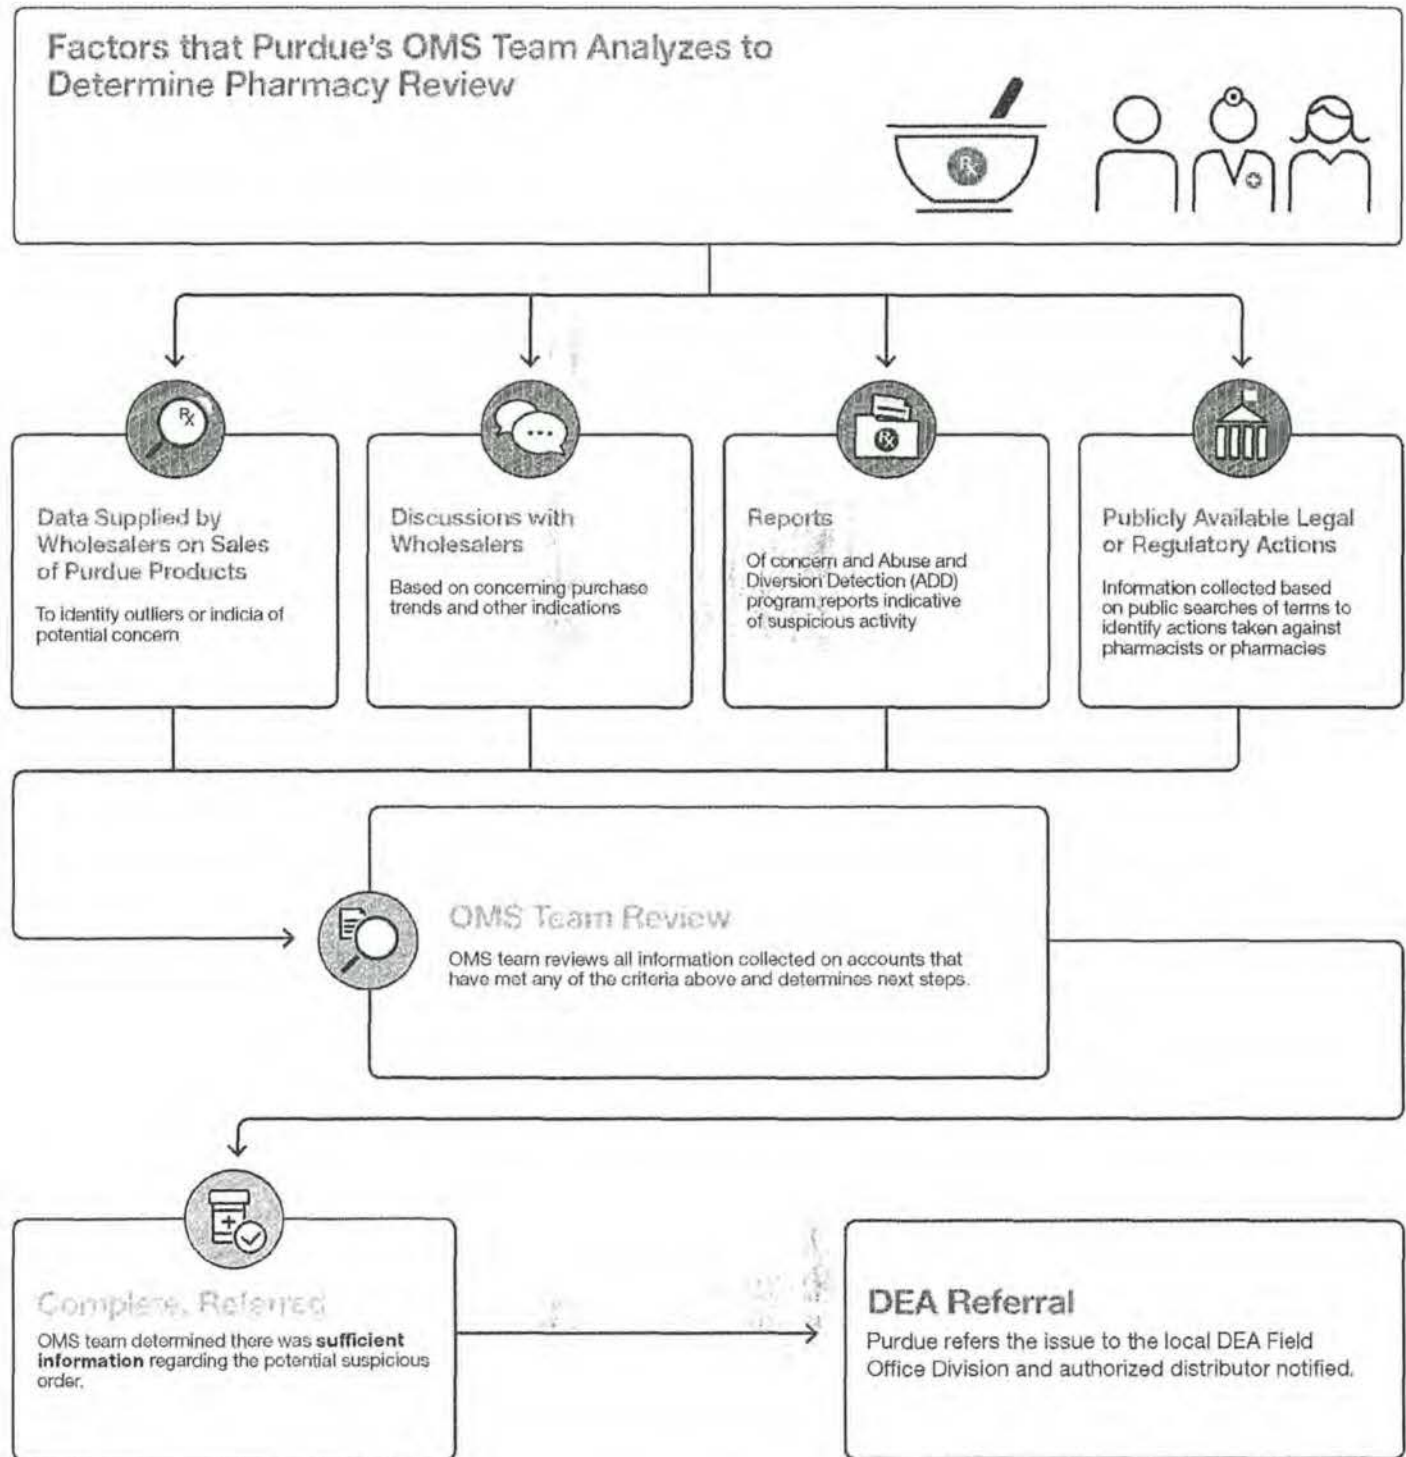 Factors that Purdue's OMS Team Analyzes to
Determine Pharmacy Review
Rx
Rx
Rx
Data Supplied by
Wholesalers on Sales
of Purdue Products
To identify outliers or indicia of
potential concern
Discussions with
Wholesalers
Based on concerning purchase
trends and other indications
Reports
Of concern and Abuse and
Diversion Detection (ADD)
program reports indicative
of suspicious activity
Publicly Available Legal
or Regulatory Actions
Information collected based
on public searches of terms to
identify actions taken against
pharmacists or pharmacies
OMS Team Review
OMS team reviews all information collected on accounts that
have met any of the criteria above and determines next steps.
Complete, Referred
OMS team determined there was sufficient
information regarding the potential suspicious
order.
DEA Referral
Purdue refers the issue to the local DEA Field
Office Division and authorized distributor notified.